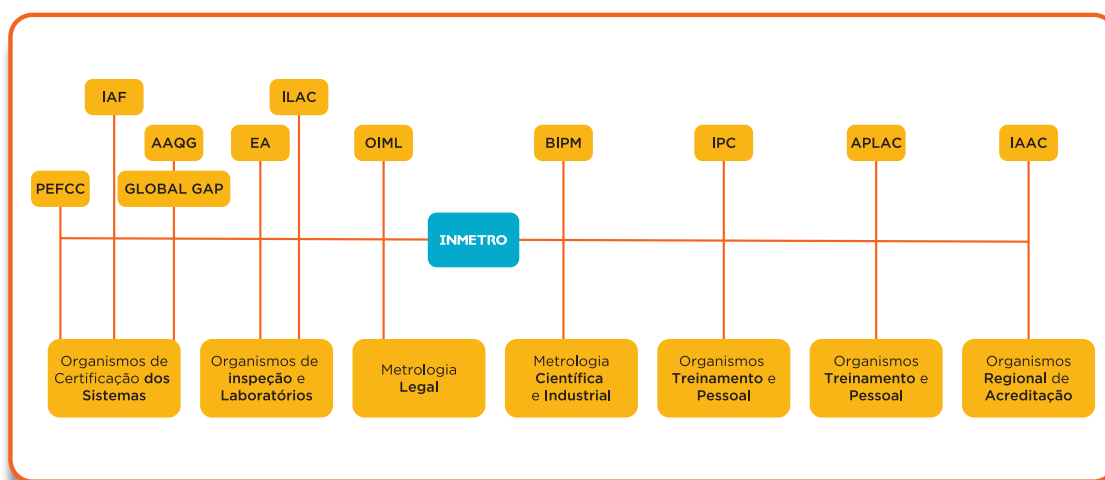 IAF
ILAC
AAQG
EA
OIML
BIPM
IPC
APLAC
IAAC
PEFCC
GLOBAL GAP
INMETRO
Organismos de
Certificação dos
Sistemas
Organismos de
inspeção e
Laboratórios
Metrologia
Legal
Metrologia
Científica
e Industrial
Organismos
Treinamento e
Pessoal
Organismos
Treinamento e
Pessoal
Organismos
Regional de
Acreditação